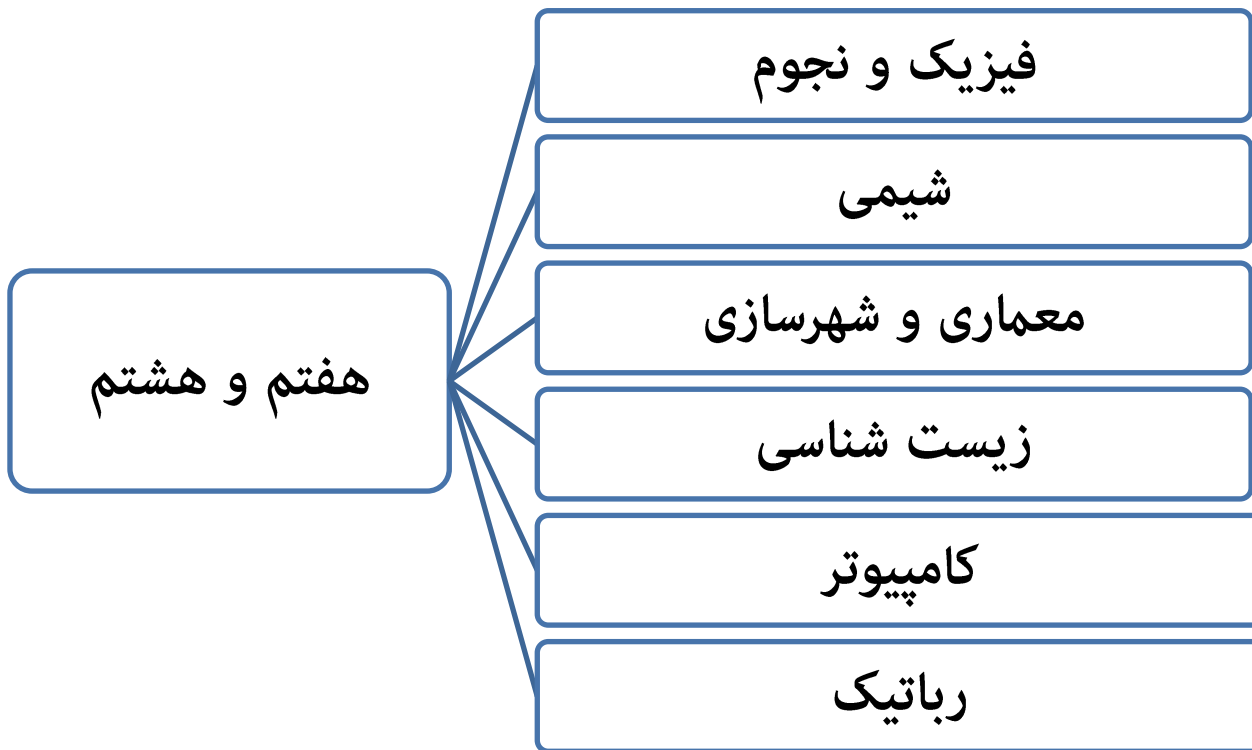 هفتم و هشتم
فیزیک و نجوم
شیمی
معماری و شهرسازی
زیست شناسی
کامپیوتر
رباتیک